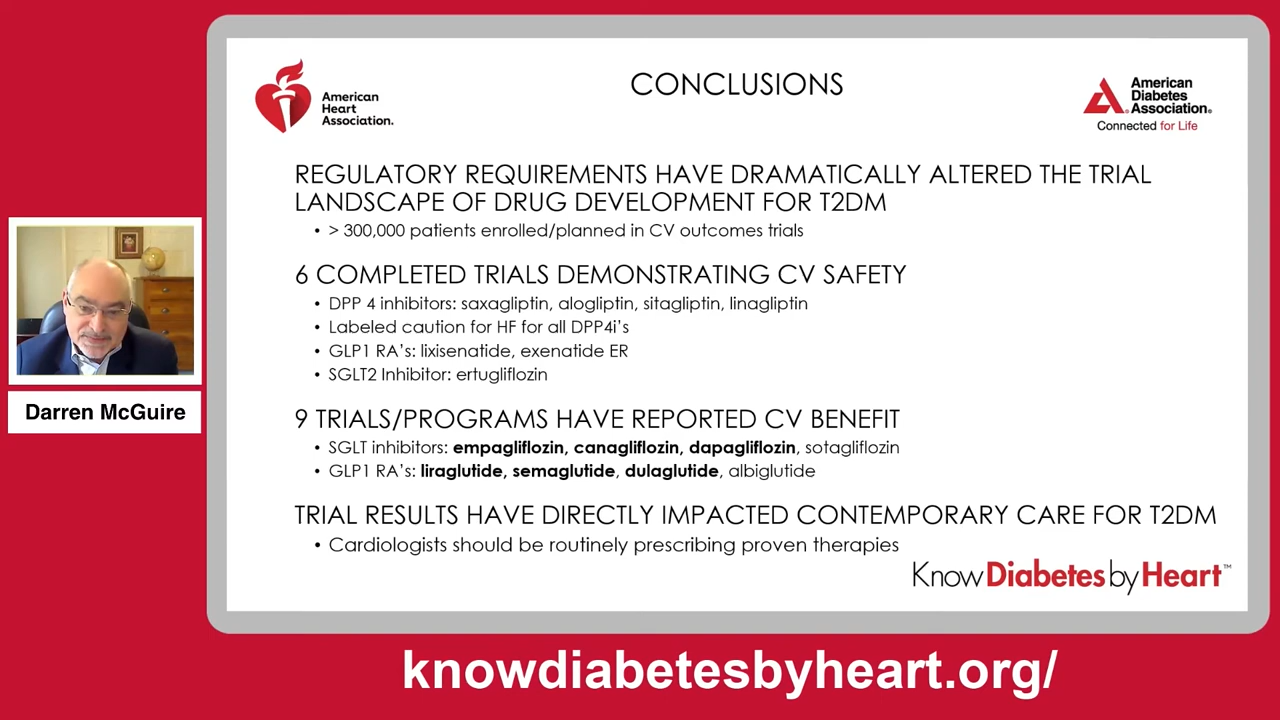 American
Heart
Association.
CONCLUSIONS
American
Diabetes
Association®
Connected for Life
REGULATORY REQUIREMENTS HAVE DRAMATICALLY ALTERED THE TRIAL
LANDSCAPE OF DRUG DEVELOPMENT FOR T2DM
• > 300,000 patients enrolled/planned in CV outcomes trials
6 COMPLETED TRIALS DEMONSTRATING CV SAFETY
• DPP 4 inhibitors: saxagliptin, alogliptin, sitagliptin, linagliptin
• Labeled caution for HF for all DPP4i's
• GLP1 RA's: lixisenatide, exenatide ER
• SGLT2 Inhibitor: ertugliflozin
9 TRIALS/PROGRAMS HAVE REPORTED CV BENEFIT
• SGLT inhibitors: empagliflozin, canagliflozin, dapagliflozin, sotagliflozin
• GLP1 RA's: liraglutide, semaglutide, dulaglutide, albiglutide
TRIAL RESULTS HAVE DIRECTLY IMPACTED CONTEMPORARY CARE FOR T2DM
• Cardiologists should be routinely prescribing proven therapies
Know Diabetes by Heart™
Darren McGuire
knowdiabetesbyheart.org/